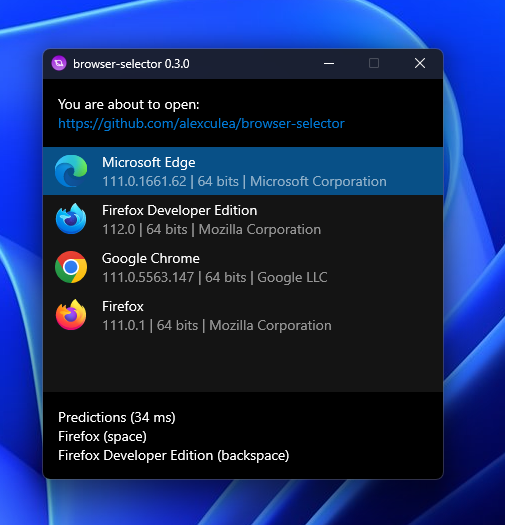 browser-selector 0.3.0
You are about to open:
https://github.com/alexculea/browser-selector
Microsoft Edge
111.0.1661.62 | 64 bits | Microsoft Corporation
Firefox Developer Edition
112.0 | 64 bits | Mozilla Corporation
Google Chrome
111.0.5563.147 | 64 bits | Google LLC
Firefox
111.0.1 | 64 bits | Mozilla Corporation
Predictions (34 ms)
Firefox (space)
Firefox Developer Edition (backspace)